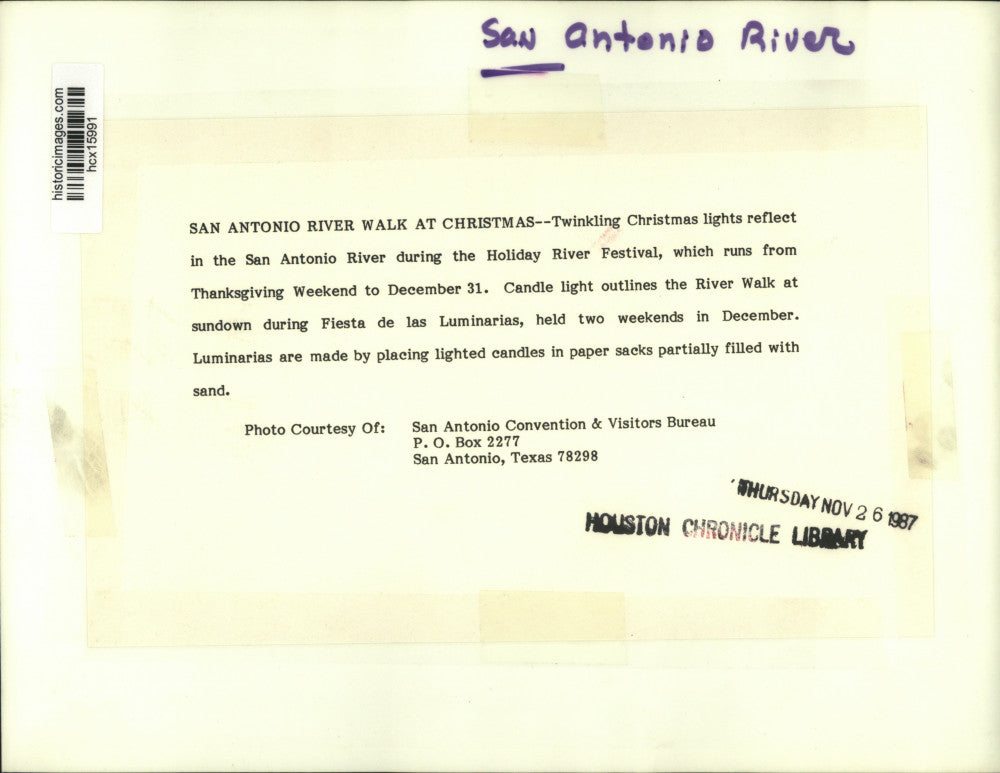 San Antonio River
historicimages.com
hcx15991
SAN ANTONIO RIVER WALK AT CHRISTMAS--Twinkling Christmas lights reflect
in the San Antonio River during the Holiday River Festival, which runs from
Thanksgiving Weekend to December 31. Candle light outlines the River Walk at
sundown during Fiesta de las Luminarias, held two weekends in December.
Luminarias are made by placing lighted candles in paper sacks partially filled with
sand.
Photo Courtesy Of: San Antonio Convention & Visitors Bureau
P. O. Box 2277
San Antonio, Texas 78298
THURSDAY NOV 26 1987
HOUSTON CHRONICLE LIBRARY